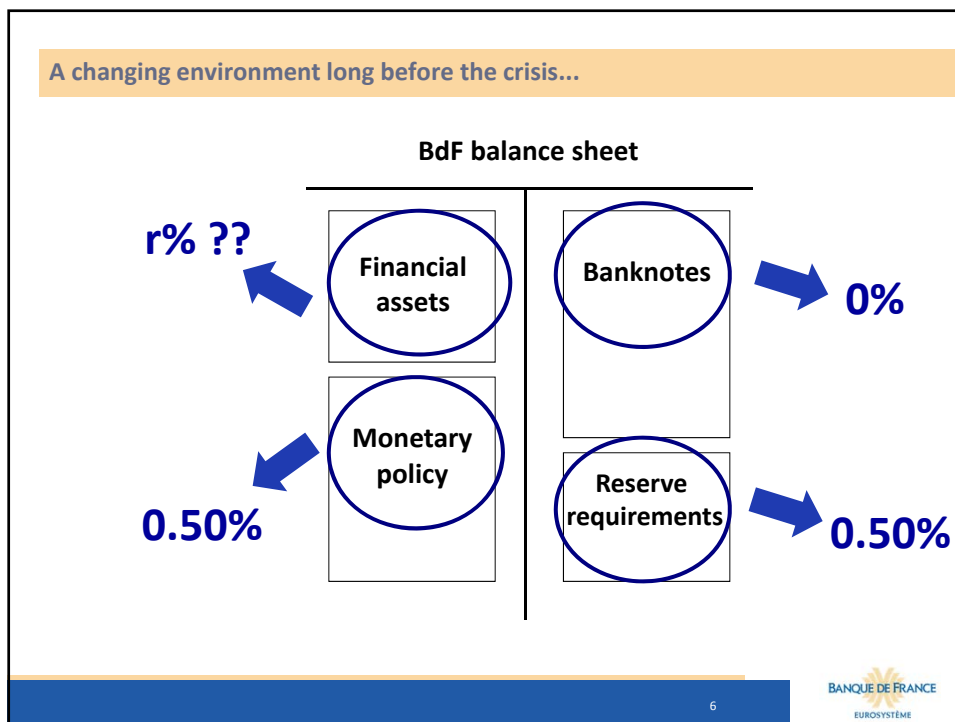 A changing environment long before the crisis...
BdF balance sheet
r% ??
Financial
assets
Banknotes
0%
Monetary
policy
0.50%
Reserve
requirements
0.50%
6
BANQUE DE FRANCE
EUROSYSTÈME